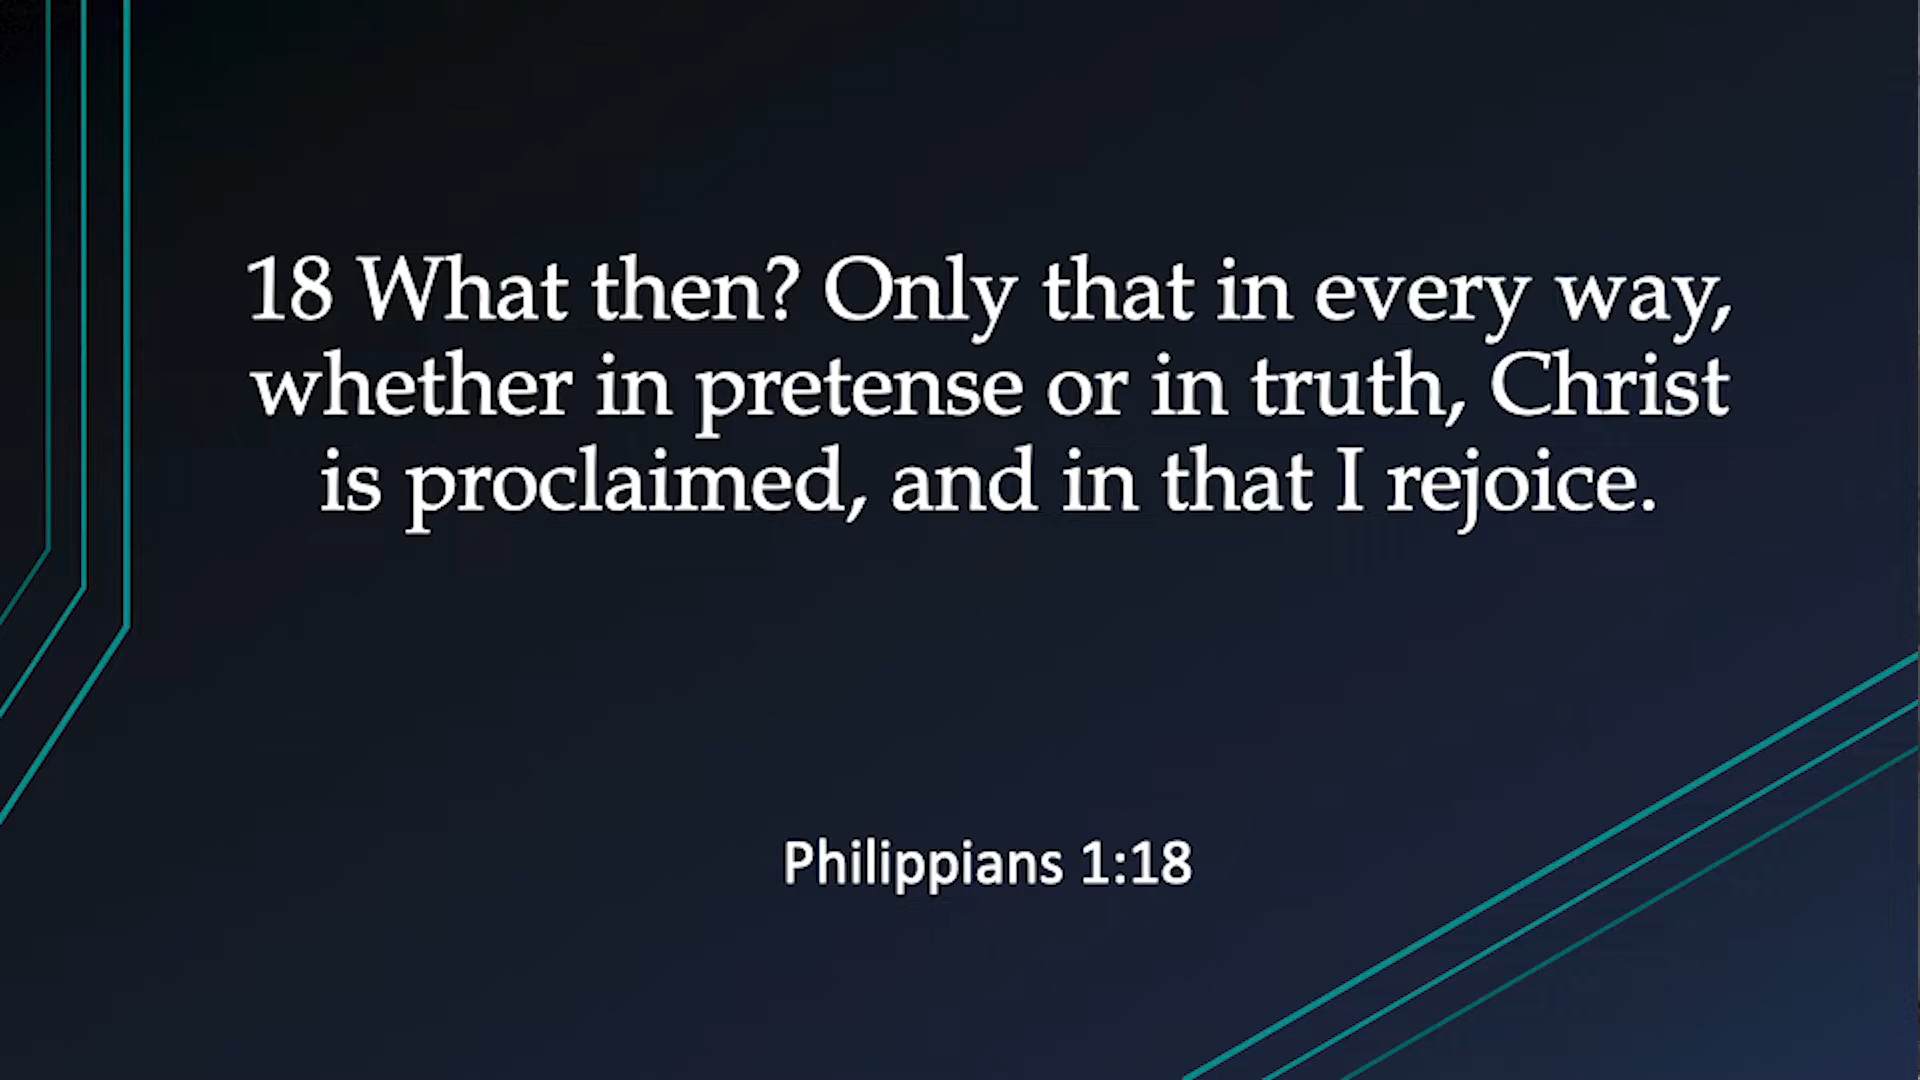 18 What then? Only that in every way,
whether in pretense or in truth, Christ
is proclaimed, and in that I rejoice.
Philippians 1:18